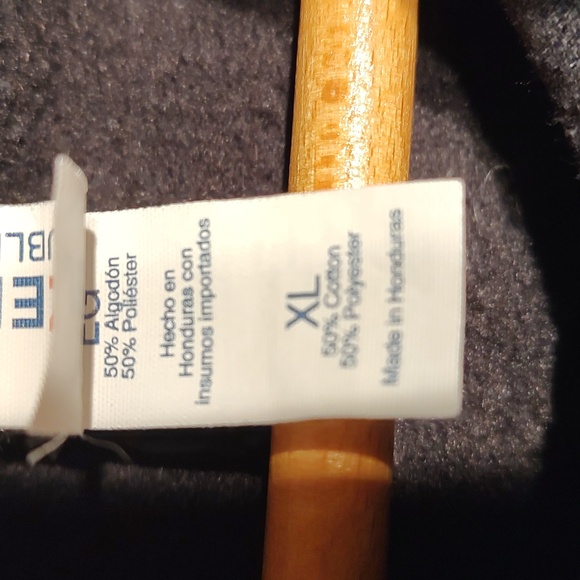 EG
50% Algodón
50% Poliéster
Hecho en
Honduras con
insumos importados
XL
50% Cotton
50% Polyester
Made in Honduras